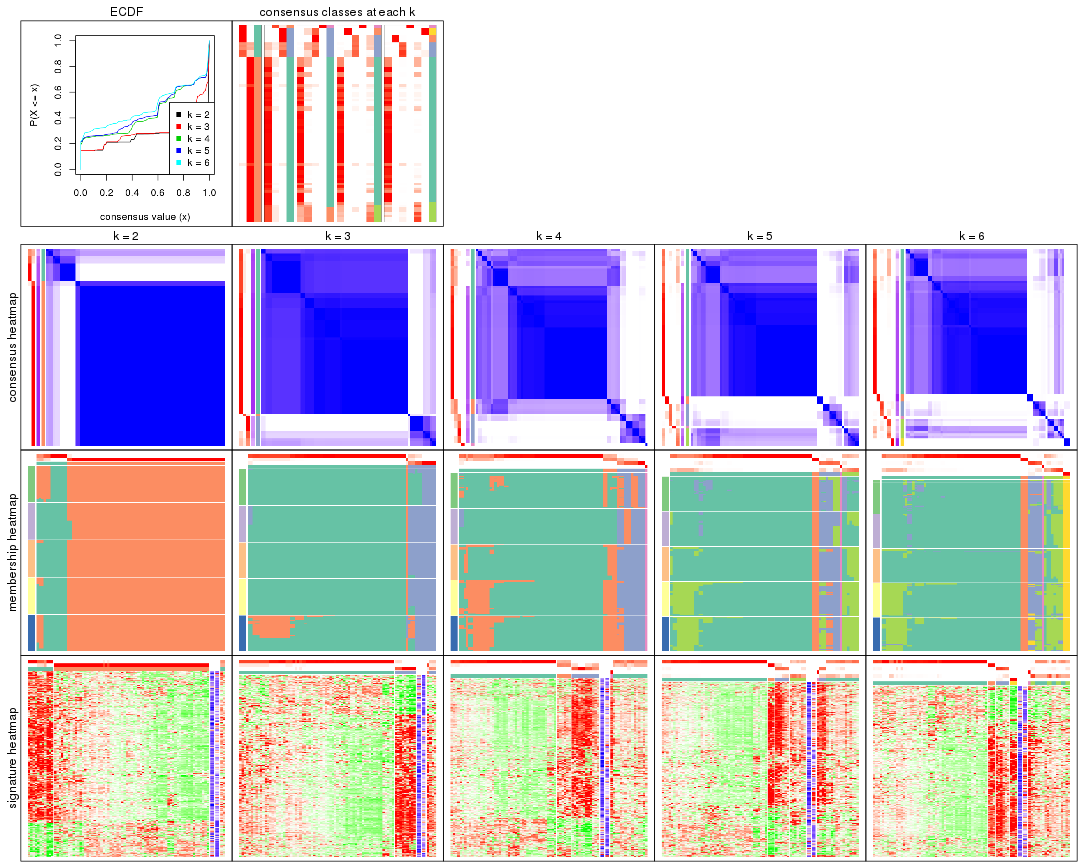 ECDF
consensus classes at each k
P(X <= x)
1.0
0.8
0.6
0.4
0.2
0.0
k = 2
k = 3
k = 4
k = 5
k = 6
0.0 0.2 0.4 0.6 0.8 1.0
consensus value (x)
k = 2
k = 3
k = 4
k = 5
k = 6
consensus heatmap
membership heatmap
signature heatmap